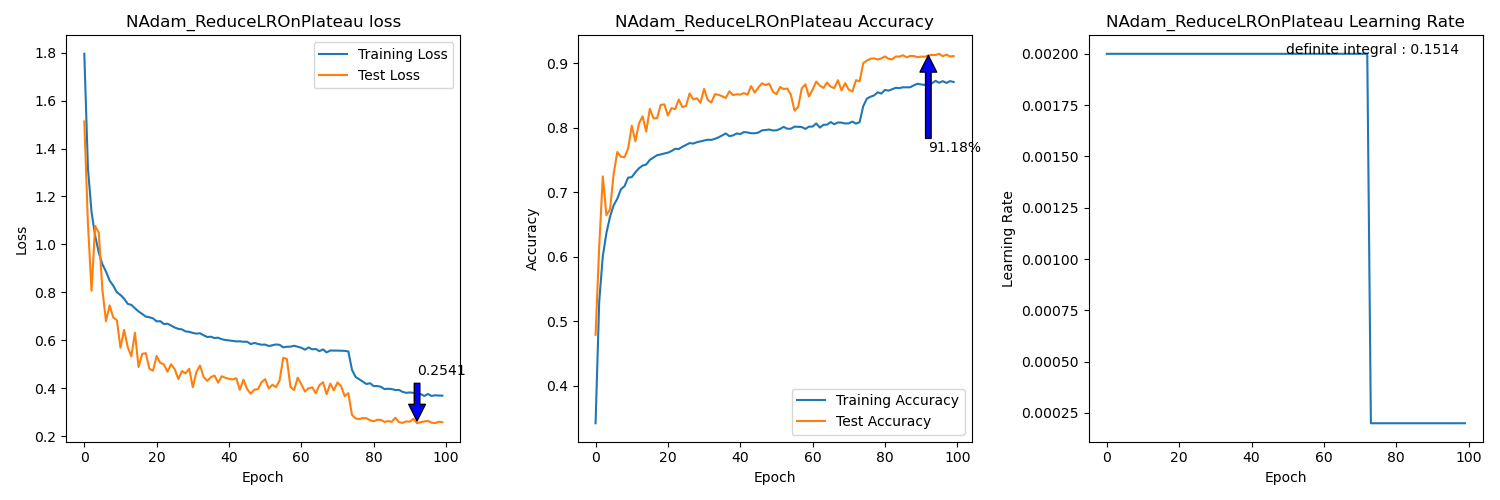 NAdam_ReduceLROnPlateau loss
1.8
1.6
1.4
1.2
1.0
0.8
0.6
0.4
0.2
Loss
Training Loss
Test Loss
0.2541
0 20 40 60 80 100
Epoch
NAdam_ReduceLROnPlateau Accuracy
0.9
0.8
0.7
0.6
0.5
0.4
Accuracy
91.18%
Training Accuracy
Test Accuracy
0 20 40 60 80 100
Epoch
NAdam_ReduceLROnPlateau Learning Rate
definite integral : 0.1514
0.00200
0.00175
0.00150
0.00125
0.00100
0.00075
0.00050
0.00025
Learning Rate
0 20 40 60 80 100
Epoch